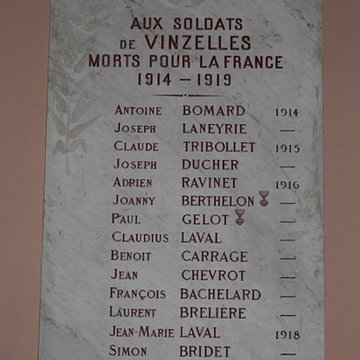 AUX SOLDATS
DE VINZELLES
MORTS POUR LA FRANCE
1914 — 1919
ANTOINE BOMARD 1914
JOSEPH LANEYRIE —
CLAUDE TRIBOLLET 1915
JOSEPH DUCHER —
ADRIEN RAVINET 1916
JOANNY BERTHELON —
PAUL GELOT —
CLAUDIUS LAVAL —
BENOIT CARRAGE —
JEAN CHEVROT —
FRANÇOIS BACHELARD —
LAURENT BRELIÈRE —
JEAN-MARIE LAVAL 1918
SIMON BRIDET —